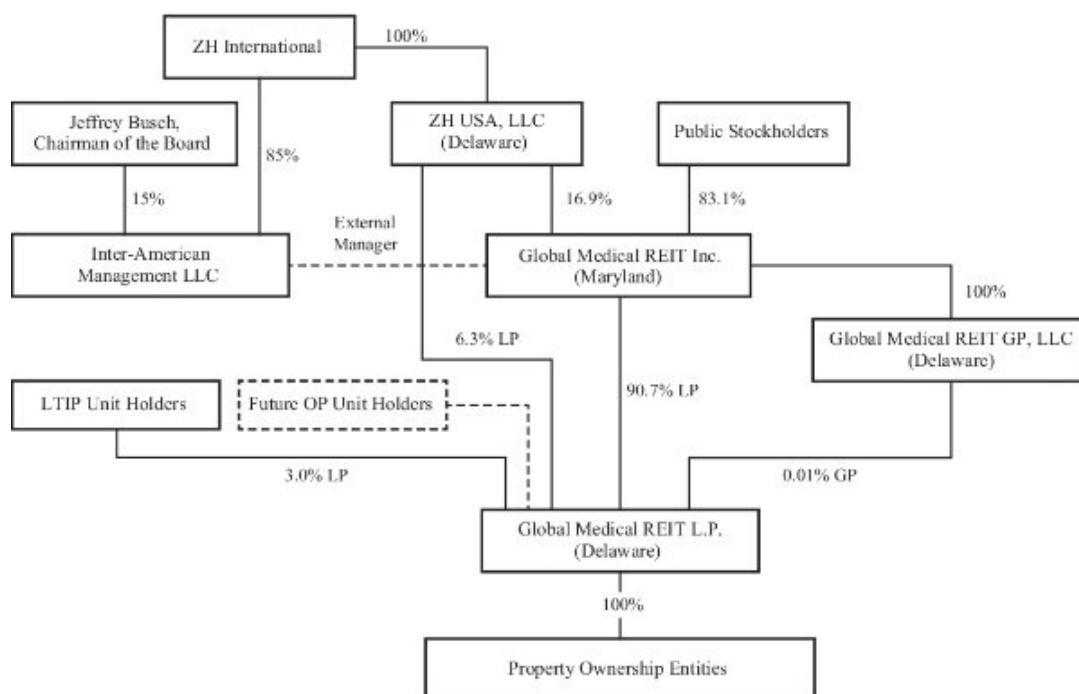 ZH International
100%
Jeffrey Busch,
Chairman of the Board
ZH USA, LLC
(Delaware)
Public Stockholders
85%
15%
16.9%
83.1%
External
Manager
Inter-American
Management LLC
Global Medical REIT Inc.
(Maryland)
100%
Global Medical REIT GP, LLC
(Delaware)
6.3% LP
90.7% LP
LTIP Unit Holders
Future OP Unit Holders
3.0% LP
0.01% GP
Global Medical REIT L.P.
(Delaware)
100%
Property Ownership Entities